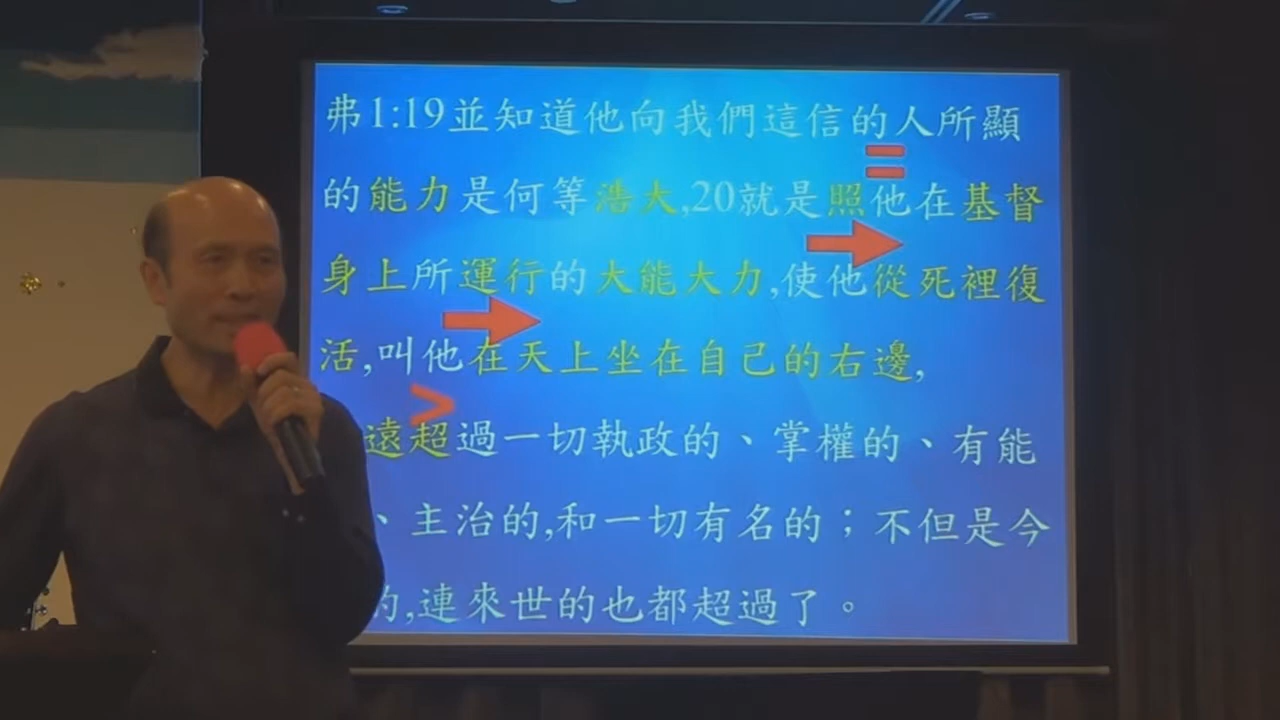 弗1:19並知道他向我們這信的人所顯
的能力是何等浩大,20就是照他在基督
身上所運行的大能大力,使他從死裡復
活,叫他在天上坐在自己的右邊,
遠超過一切執政的、掌權的、有能
、主治的,和一切有名的；不但是今
的,連來世的也都超過了。